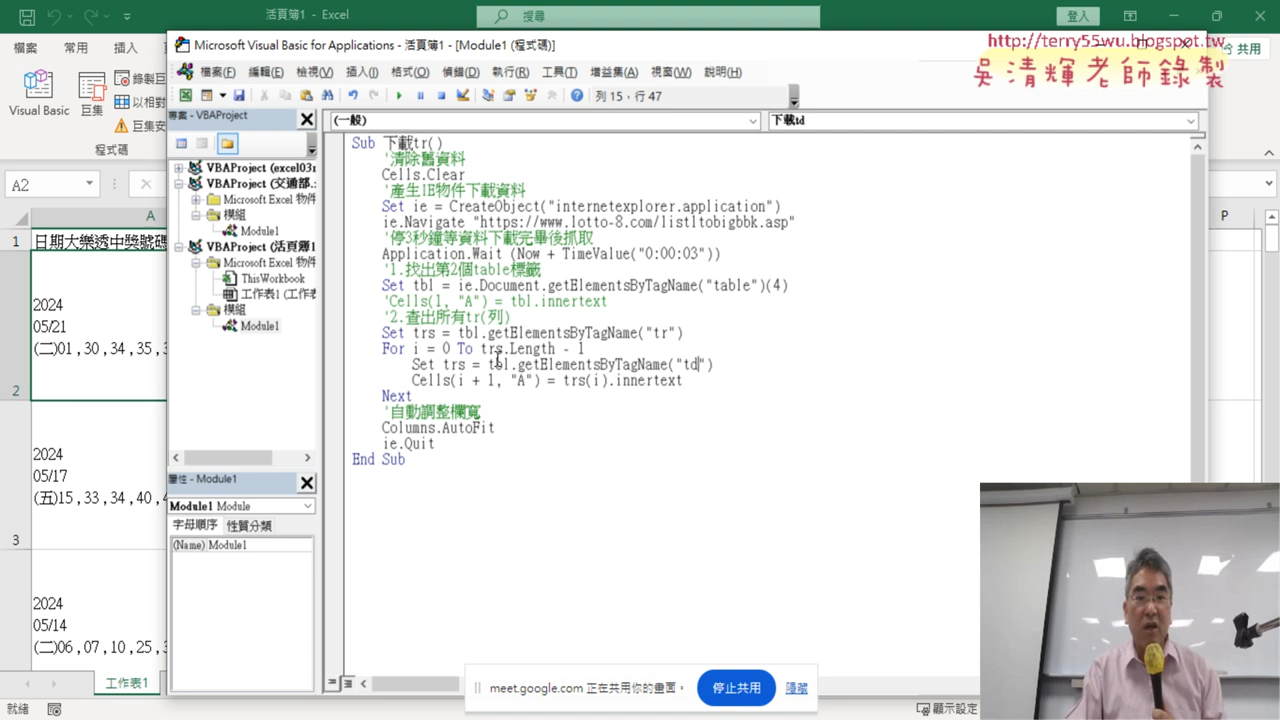 活頁簿1 - Excel
搜尋
登入
http://terry55wu.blogspot.tw
吳清輝老師錄製
檔案
常用
插入
共用
Visual Basic
巨集
錄製巨
以相對
巨集安
程式碼
A2
A
P
1
日期大樂透中獎號碼
2024
05/21
(二)01 , 30 , 34 , 35 , 3
2
2024
05/17
(五)15 , 33 , 34 , 40 , 4
3
2024
05/14
(二)06 , 07 , 10 , 25 , 3
工作表1
就緒
顯示設定
Microsoft Visual Basic for Applications - 活頁簿1 - [Module1 (程式碼)]
檔案(F) 編輯(E) 檢視(V) 插入(I) 格式(O) 偵錯(D) 執行(R) 工具(T) 增益集(A) 視窗(W) 說明(H)
列 15，行 47
專案 - VBAProject
VBAProject (excel03
VBAProject (交通部.
Microsoft Excel 物件
模組
Module1
VBAProject (活頁簿1
Microsoft Excel 物件
ThisWorkbook
工作表1 (工作表
模組
Module1
屬性 - Module1
Module1 Module
字母順序 性質分類
(Name) Module1
(一般)
下載td
Sub 下載tr()
'清除舊資料
Cells.Clear
'產生IE物件下載資料
Set ie = CreateObject("internetexplorer.application")
ie.Navigate "https://www.lotto-8.com/listltobigbbk.asp"
'停3秒鐘等資料下載完畢後抓取
Application.Wait (Now + TimeValue("0:00:03"))
'1.找出第2個table標籤
Set tbl = ie.Document.getElementsByTagName("table")(4)
'Cells(1, "A") = tbl.innertext
'2.查出所有tr(列)
Set trs = tbl.getElementsByTagName("tr")
For i = 0 To trs.Length - 1
Set trs = tbl.getElementsByTagName("td")
Cells(i + 1, "A") = trs(i).innertext
Next
'自動調整欄寬
Columns.AutoFit
ie.Quit
End Sub
meet.google.com 正在共用你的畫面。
停止共用
隱藏